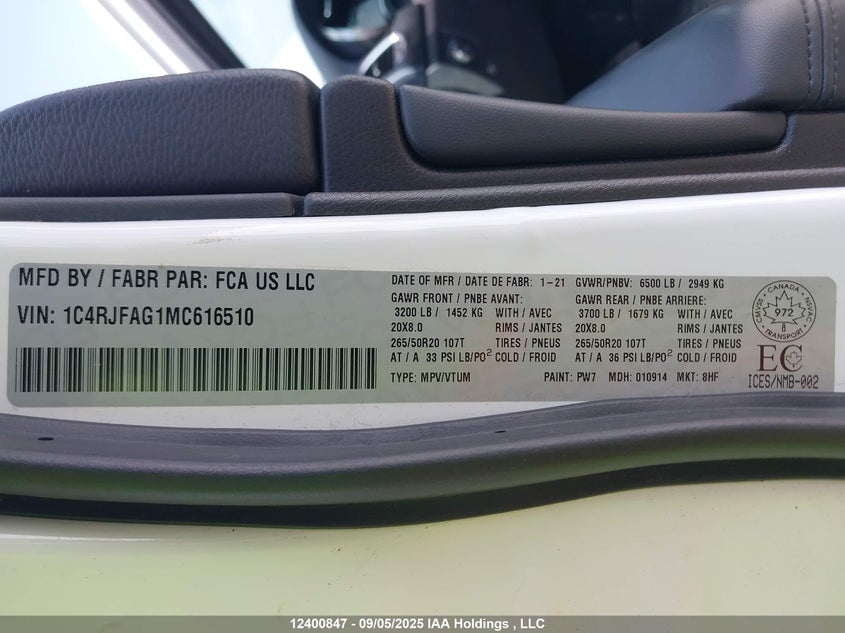 MFD BY / FABR PAR: FCA US LLC
VIN: 1C4RJFAG1MC616510
DATE OF MFR / DATE DE FABR: 1-21 GVWR/PNBV: 6500 LB / 2949 KG
GAWR FRONT / PNBE AVANT: GAWR REAR / PNBE ARRIERE:
3200 LB / 1452 KG WITH / AVEC 3700 LB / 1679 KG WITH / AVEC
20X8.0 RIMS / JANTES 20X8.0 RIMS / JANTES
265/50R20 107T TIRES / PNEUS 265/50R20 107T TIRES / PNEUS
AT / A 33 PSI LB/PO² COLD / FROID AT / A 36 PSI LB/PO² COLD / FROID
TYPE: MPV/VTUM PAINT: PW7 MDH: 010914 MKT: 8HF
CANADA
CMVSS 972 NSVAC
TRANSPORT
EC
ICES/NMB-002
12400847 - 09/05/2025 IAA Holdings , LLC